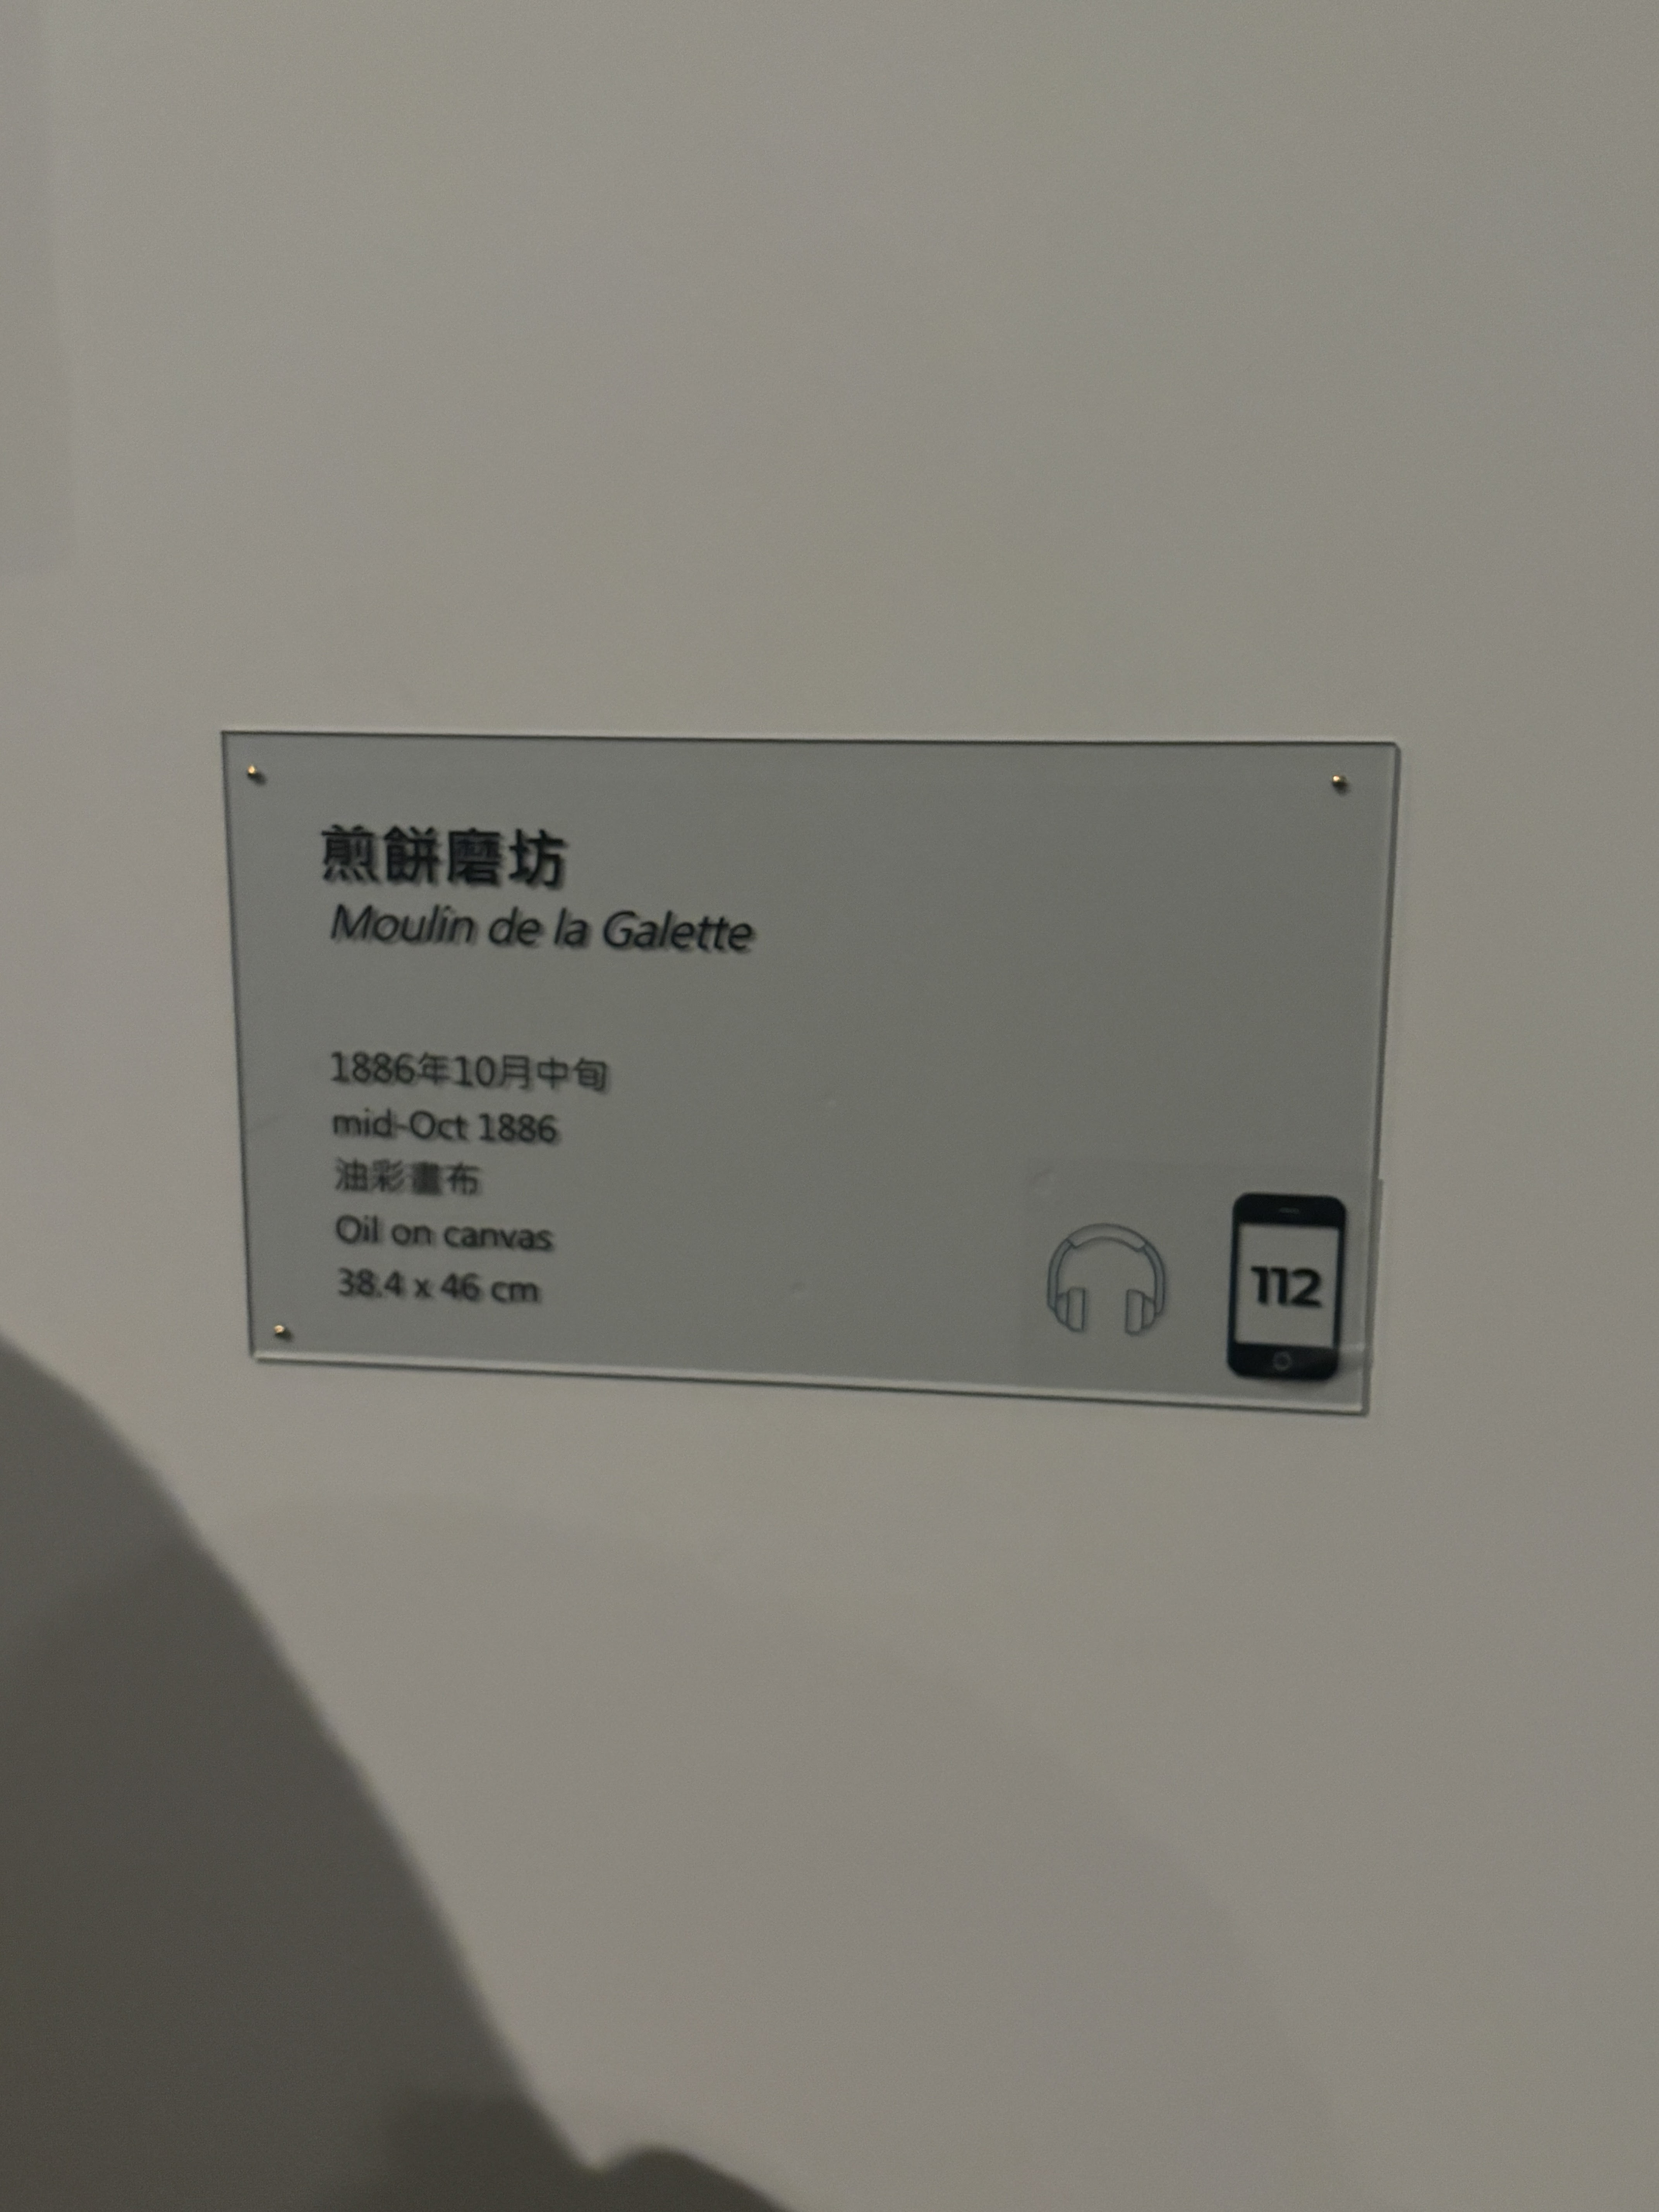 煎餅磨坊
Moulin de la Galette
1886年10月中旬
mid-Oct 1886
油彩畫布
Oil on canvas
38.4 x 46 cm
112